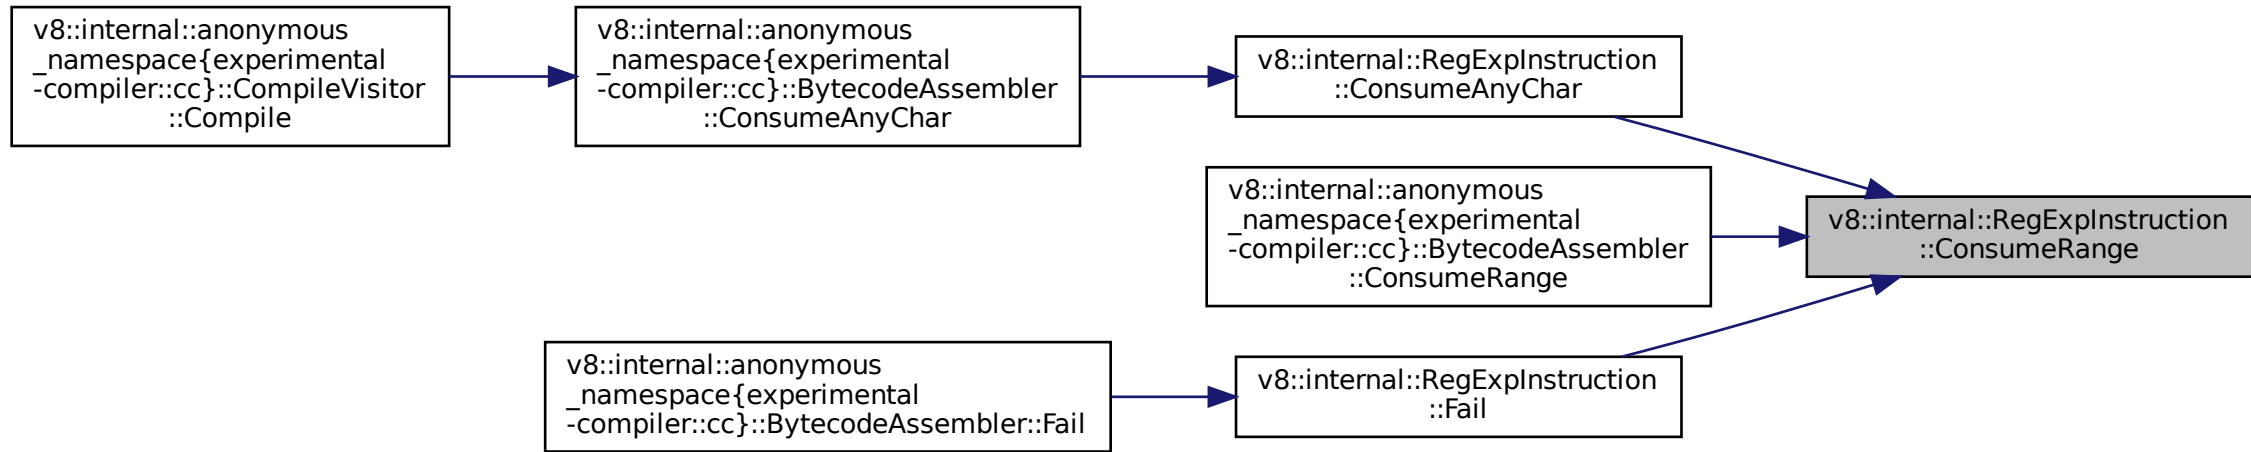 v8::internal::anonymous
_namespace{experimental
-compiler::cc}::CompileVisitor
::Compile
v8::internal::anonymous
_namespace{experimental
-compiler::cc}::BytecodeAssembler
::ConsumeAnyChar
v8::internal::RegExpInstruction
::ConsumeAnyChar
v8::internal::anonymous
_namespace{experimental
-compiler::cc}::BytecodeAssembler
::ConsumeRange
v8::internal::RegExpInstruction
::ConsumeRange
v8::internal::anonymous
_namespace{experimental
-compiler::cc}::BytecodeAssembler::Fail
v8::internal::RegExpInstruction
::Fail